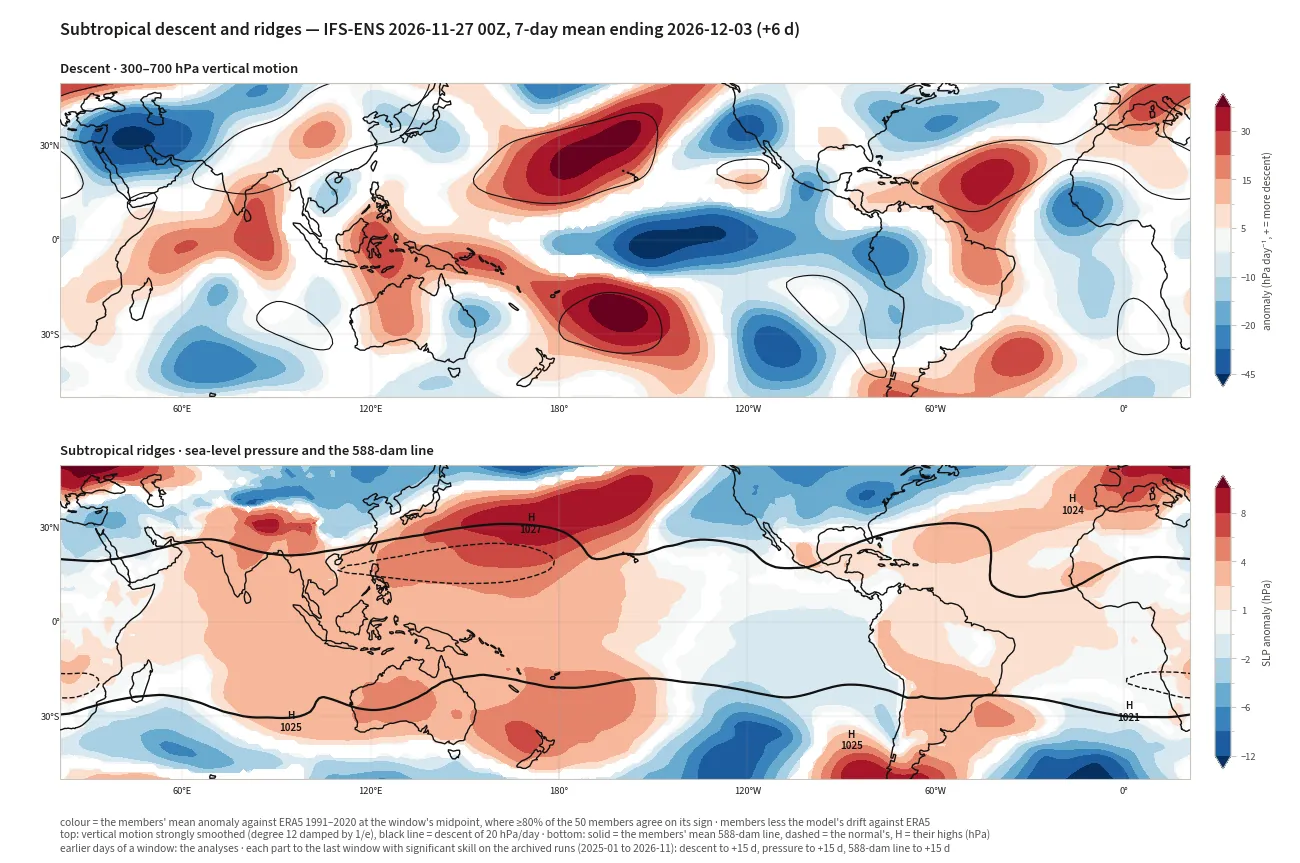 Subtropical descent and ridges — IFS-ENS 2026-11-27 00Z, 7-day mean ending 2026-12-03 (+6 d)
Descent · 300–700 hPa vertical motion
30°N
0°
30°S
60°E
120°E
180°
120°W
60°W
0°
30
15
5
−10
−20
−45
anomaly (hPa day⁻¹, + = more descent)
Subtropical ridges · sea-level pressure and the 588-dam line
H
1027
H
1024
H
1025
H
1025
H
1021
30°N
0°
30°S
60°E
120°E
180°
120°W
60°W
0°
8
4
1
−2
−6
−12
SLP anomaly (hPa)
colour = the members' mean anomaly against ERA5 1991–2020 at the window's midpoint, where ≥80% of the 50 members agree on its sign · members less the model's drift against ERA5
top: vertical motion strongly smoothed (degree 12 damped by 1/e), black line = descent of 20 hPa/day · bottom: solid = the members' mean 588-dam line, dashed = the normal's, H = their highs (hPa)
earlier days of a window: the analyses · each part to the last window with significant skill on the archived runs (2025-01 to 2026-11): descent to +15 d, pressure to +15 d, 588-dam line to +15 d